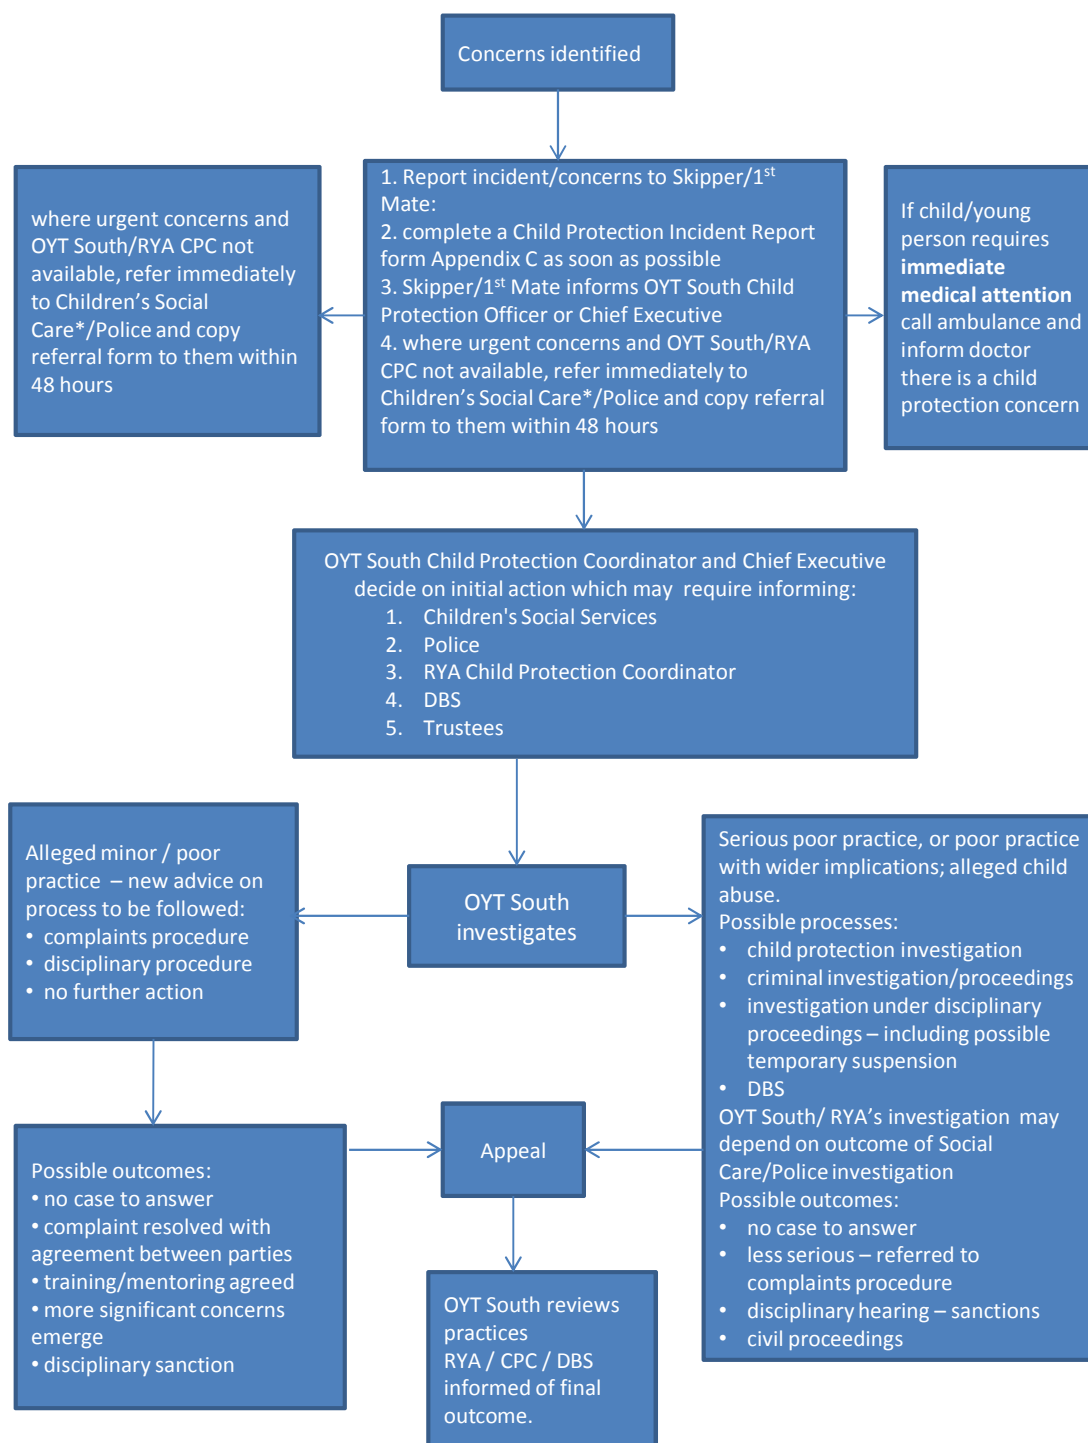 Concerns identified
where urgent concerns and
OYT South/RYA CPC not
available, refer immediately
to Children's Social
Care*/Police and copy
referral form to them within
48 hours
1. Report incident/concerns to Skipper/1st
Mate:
2. complete a Child Protection Incident Report
form Appendix C as soon as possible
3. Skipper/1st Mate informs OYT South Child
Protection Officer or Chief Executive
4. where urgent concerns and OYT South/RYA
CPC not available, refer immediately to
Children's Social Care*/Police and copy referral
form to them within 48 hours
If child/young
person requires
immediate
medical attention
call ambulance and
inform doctor
there is a child
protection concern
OYT South Child Protection Coordinator and Chief Executive
decide on initial action which may require informing:
1. Children's Social Services
2. Police
3. RYA Child Protection Coordinator
4. DBS
5. Trustees
Alleged minor / poor
practice – new advice on
process to be followed:
• complaints procedure
• disciplinary procedure
• no further action
OYT South
investigates
Serious poor practice, or poor practice
with wider implications; alleged child
abuse.
Possible processes:
• child protection investigation
• criminal investigation/proceedings
• investigation under disciplinary
proceedings – including possible
temporary suspension
• DBS
OYT South/ RYA's investigation may
depend on outcome of Social
Care/Police investigation
Possible outcomes:
• no case to answer
• less serious – referred to
complaints procedure
• disciplinary hearing – sanctions
• civil proceedings
Possible outcomes:
• no case to answer
• complaint resolved with
agreement between parties
• training/mentoring agreed
• more significant concerns
emerge
• disciplinary sanction
Appeal
OYT South reviews
practices
RYA / CPC / DBS
informed of final
outcome.